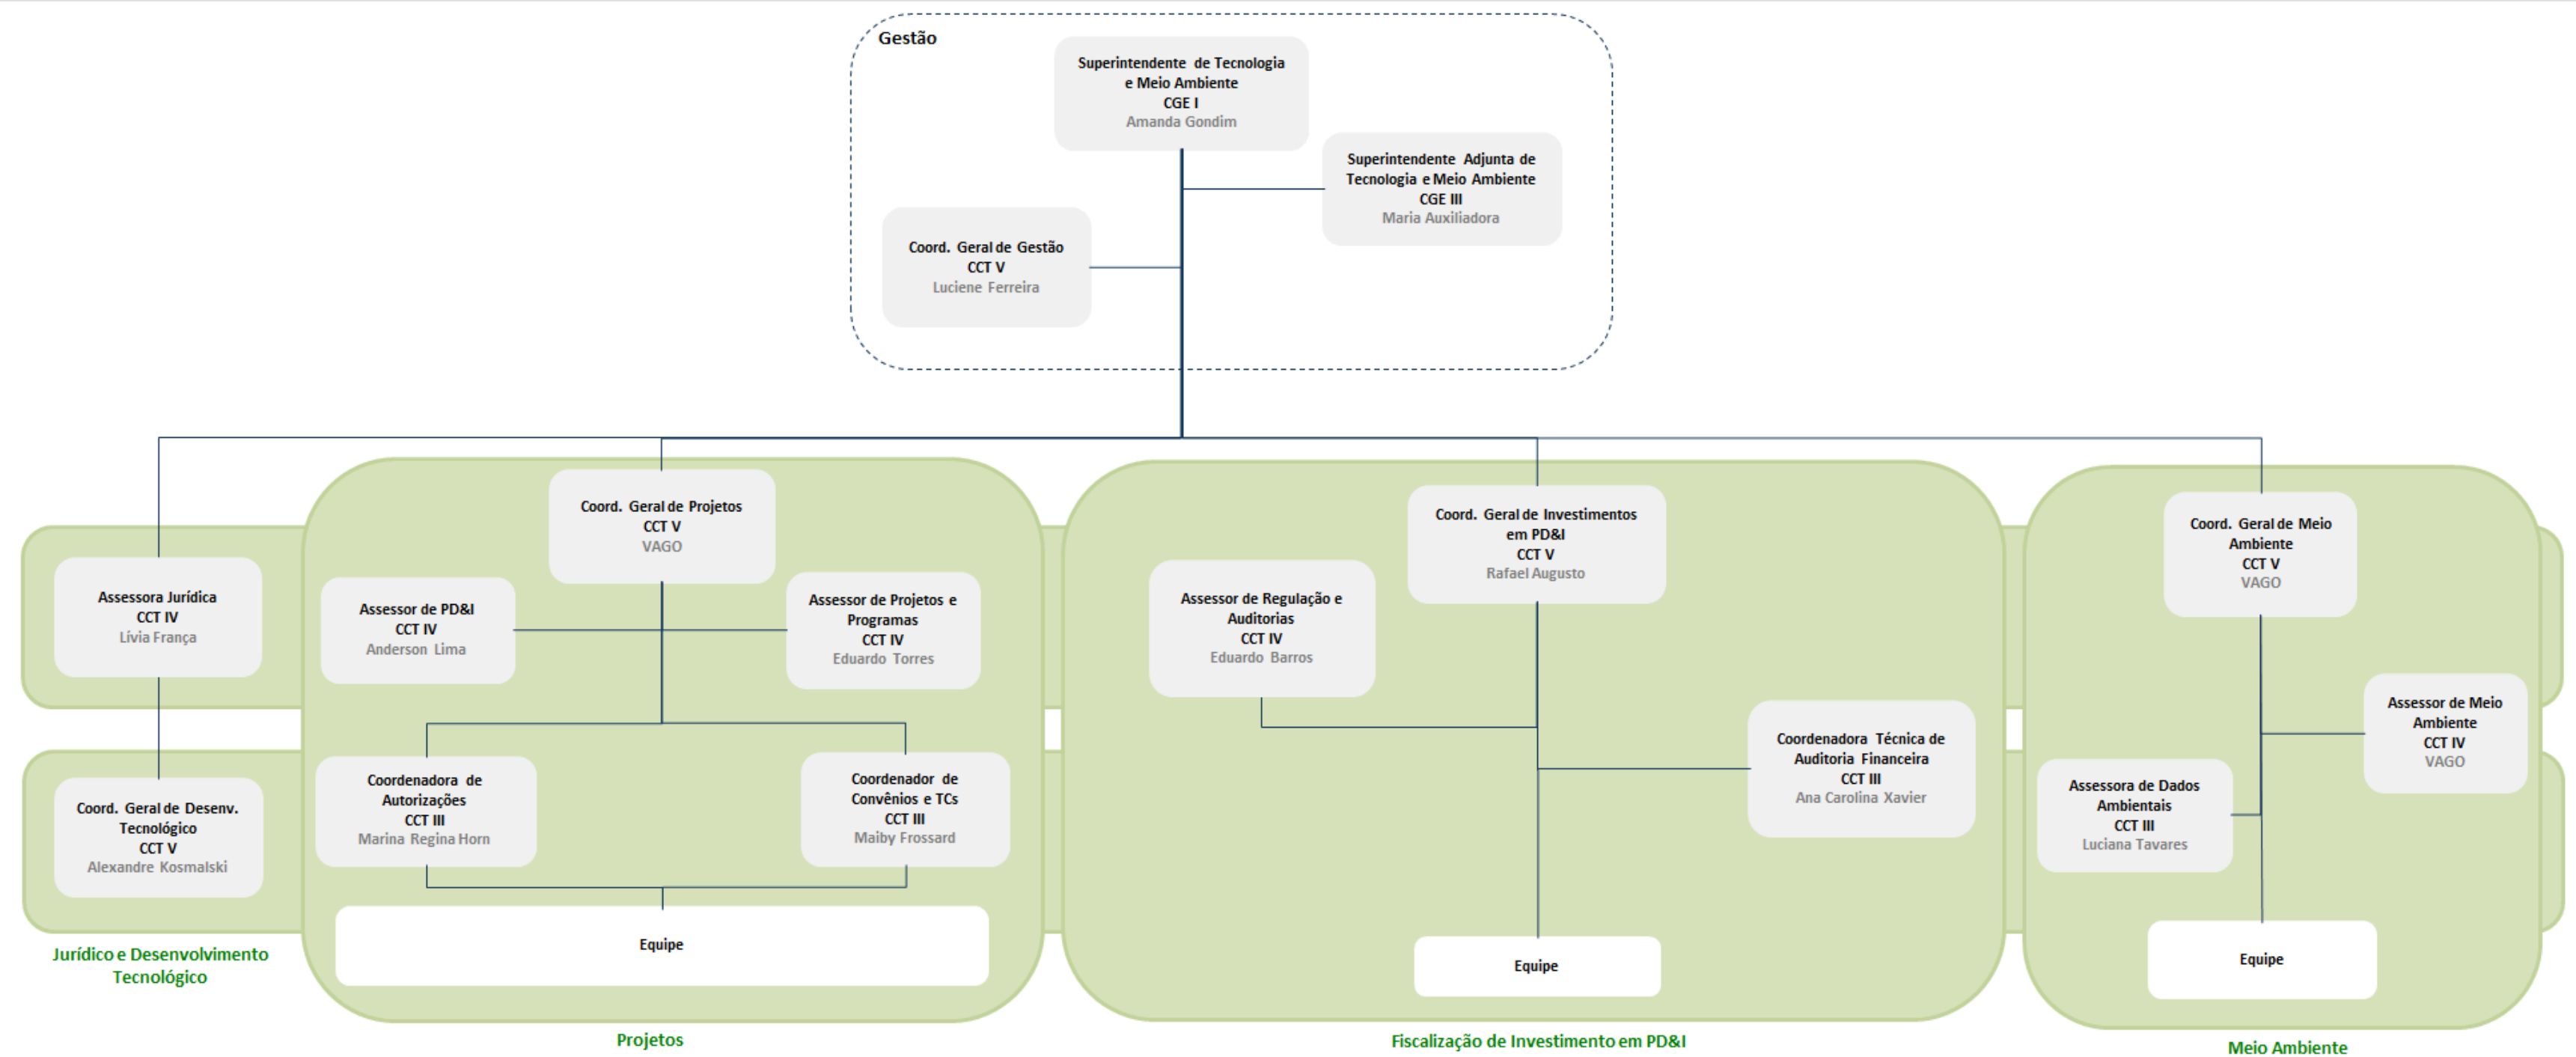 Gestão
Superintendente de Tecnologia
e Meio Ambiente
CGE I
Amanda Gondim
Superintendente Adjunta de
Tecnologia e Meio Ambiente
CGE III
Maria Auxiliadora
Coord. Geral de Gestão
CCT V
Luciene Ferreira
Assessora Jurídica
CCT IV
Lívia França
Coord. Geral de Desenv.
Tecnológico
CCT V
Alexandre Kosmalski
Jurídico e Desenvolvimento
Tecnológico
Coord. Geral de Projetos
CCT V
VAGO
Assessor de PD&I
CCT IV
Anderson Lima
Assessor de Projetos e
Programas
CCT IV
Eduardo Torres
Coordenadora de
Autorizações
CCT III
Marina Regina Horn
Coordenador de
Convênios e TCs
CCT III
Maiby Frossard
Equipe
Projetos
Coord. Geral de Investimentos
em PD&I
CCT V
Rafael Augusto
Assessor de Regulação e
Auditorias
CCT IV
Eduardo Barros
Coordenadora Técnica de
Auditoria Financeira
CCT III
Ana Carolina Xavier
Equipe
Fiscalização de Investimento em PD&I
Coord. Geral de Meio
Ambiente
CCT V
VAGO
Assessor de Meio
Ambiente
CCT IV
VAGO
Assessora de Dados
Ambientais
CCT III
Luciana Tavares
Equipe
Meio Ambiente